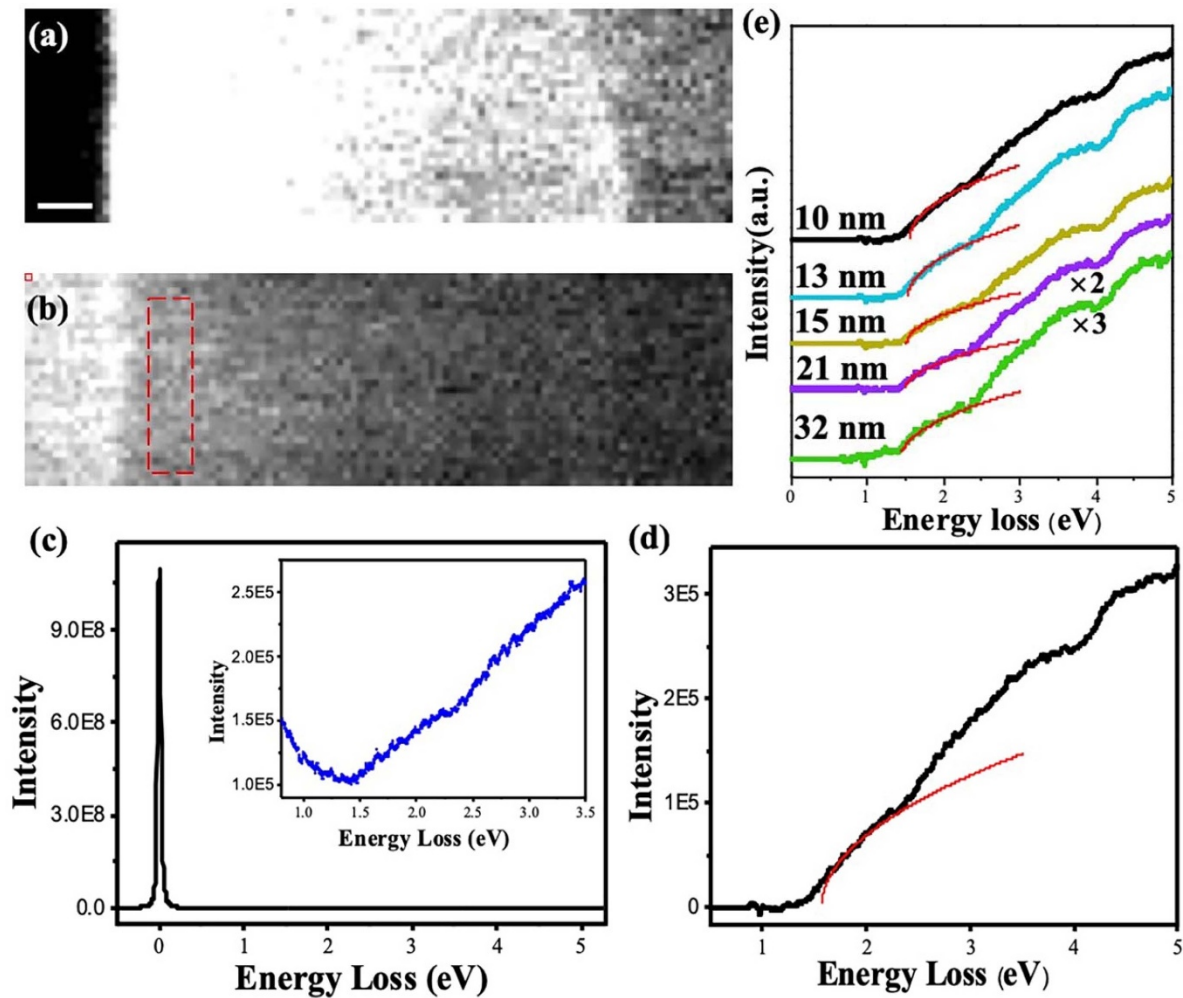 (a)
(b)
(e)
Intensity(a.u.)
10 nm
13 nm
15 nm
21 nm
32 nm
×2
×3
0 1 2 3 4 5
Energy loss (eV)
(c)
Intensity
9.0E8
6.0E8
3.0E8
0.0
0 1 2 3 4 5
Energy Loss (eV)
Intensity
2.5E5
2.0E5
1.5E5
1.0E5
1.0 1.5 2.0 2.5 3.0 3.5
Energy Loss (eV)
(d)
Intensity
3E5
2E5
1E5
0
1 2 3 4 5
Energy Loss (eV)